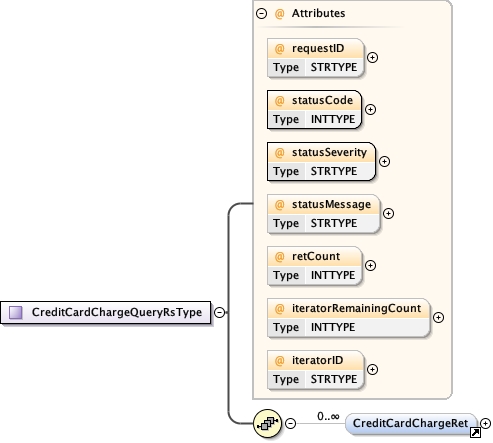 @ Attributes
@ requestID
Type STRTYPE
@ statusCode
Type INTTYPE
@ statusSeverity
Type STRTYPE
@ statusMessage
Type STRTYPE
@ retCount
Type INTTYPE
@ iteratorRemainingCount
Type INTTYPE
@ iteratorID
Type STRTYPE
CreditCardChargeQueryRsType
0..∞
CreditCardChargeRet